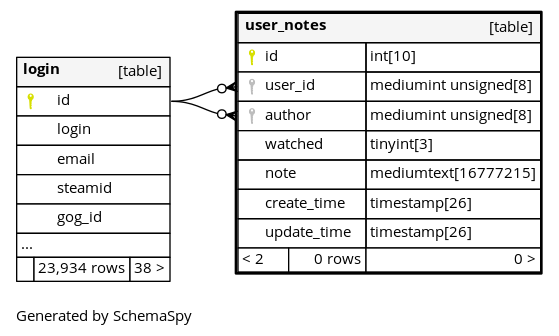 login [table]
id
login
email
steamid
gog_id
...
23,934 rows 38 >
user_notes [table]
id int[10]
user_id mediumint unsigned[8]
author mediumint unsigned[8]
watched tinyint[3]
note mediumtext[16777215]
create_time timestamp[26]
update_time timestamp[26]
< 2 0 rows 0 >
Generated by SchemaSpy